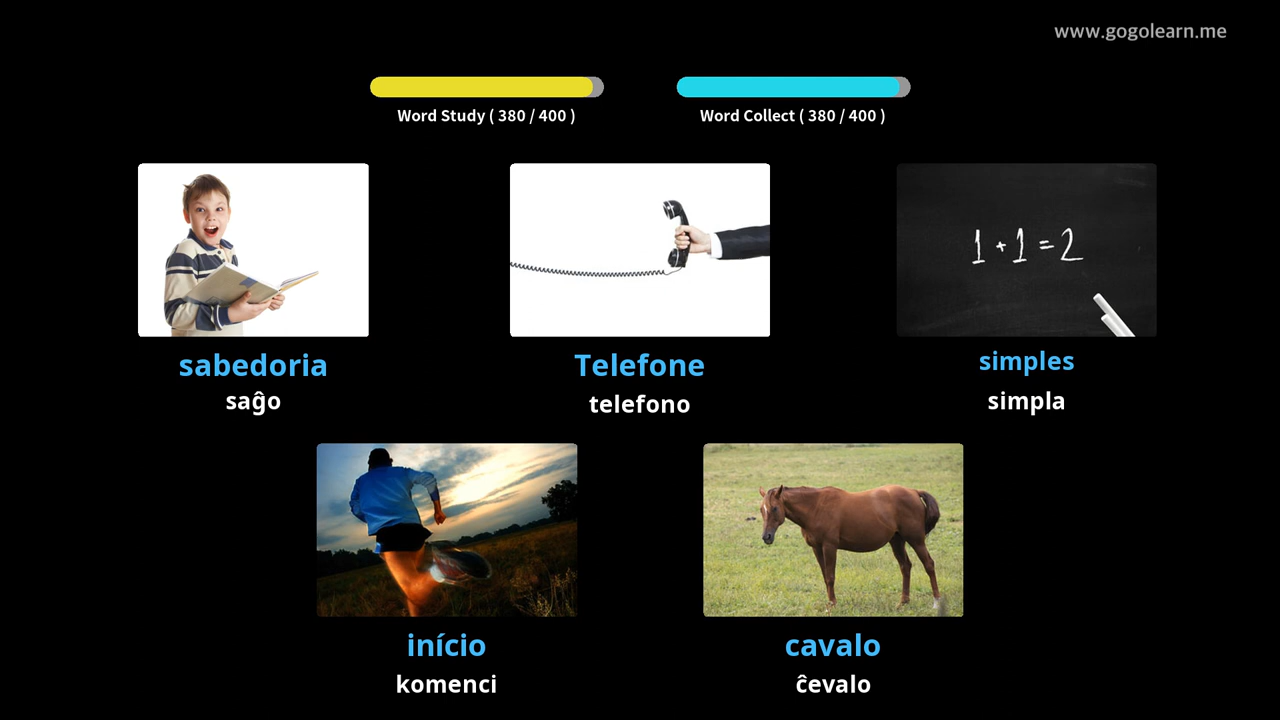 www.gogolearn.me
Word Study ( 380 / 400 )
Word Collect ( 380 / 400 )
1 + 1 = 2
sabedoria
saĝo
Telefone
telefono
simples
simpla
início
komenci
cavalo
ĉevalo